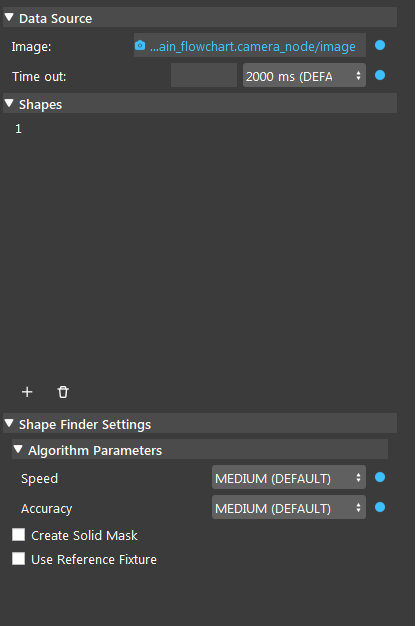 Data Source
Image: ...ain_flowchart.camera_node/image
Time out: 2000 ms (DEFA
Shapes
1
Shape Finder Settings
Algorithm Parameters
Speed MEDIUM (DEFAULT)
Accuracy MEDIUM (DEFAULT)
Create Solid Mask
Use Reference Fixture